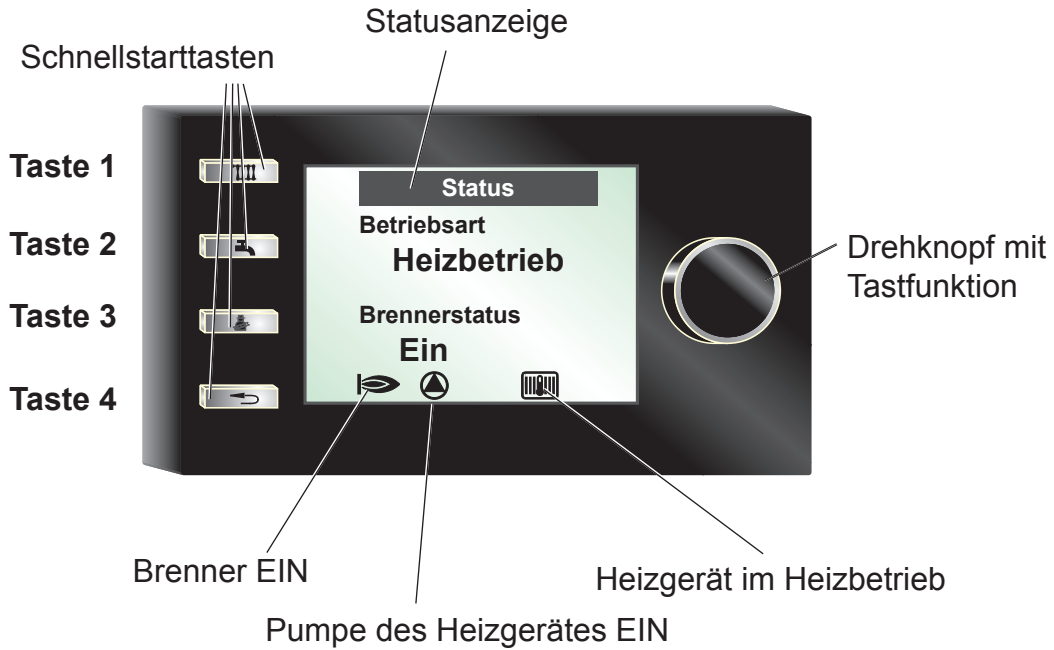 Statusanzeige
Schnellstarttasten
Taste 1
Taste 2
Taste 3
Taste 4
Status
Betriebsart
Heizbetrieb
Brennerstatus
Ein
Drehknopf mit
Tastfunktion
Brenner EIN
Heizgerät im Heizbetrieb
Pumpe des Heizgerätes EIN